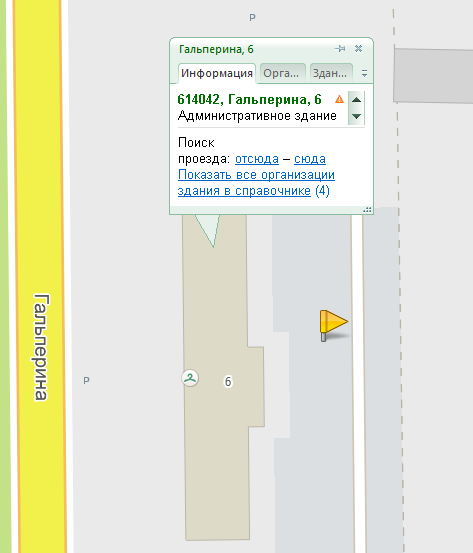 P
Гальперина, 6
Информация
Орга...
Здан...
614042, Гальперина, 6
Административное здание
Поиск
проезда: отсюда – сюда
Показать все организации
здания в справочнике (4)
Гальперина
P
6